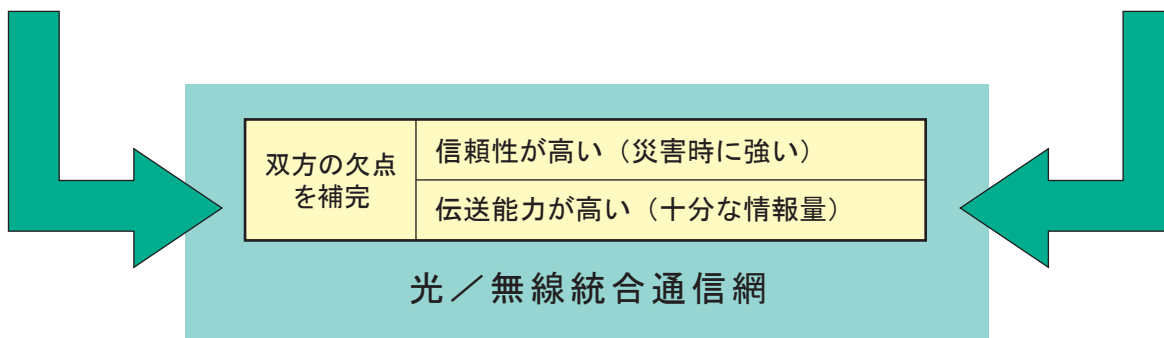 双方の欠点
を補完
信頼性が高い（災害時に強い）
伝送能力が高い（十分な情報量）
光／無線統合通信網